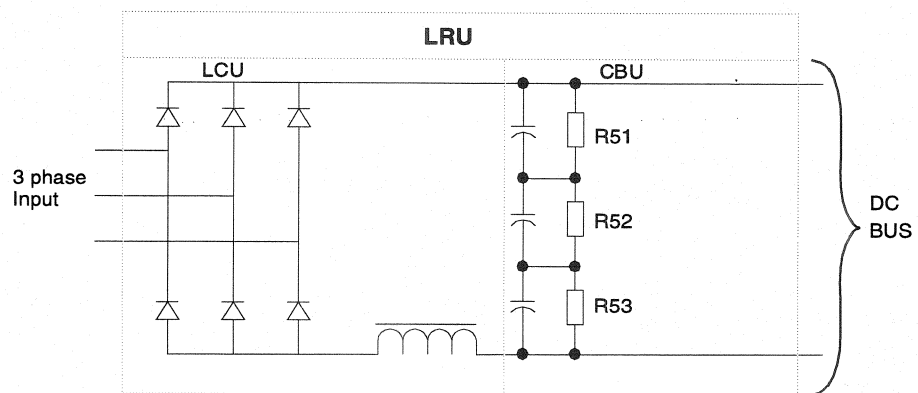 LRU
LCU
CBU
R51
3 phase
Input
R52
DC
BUS
R53